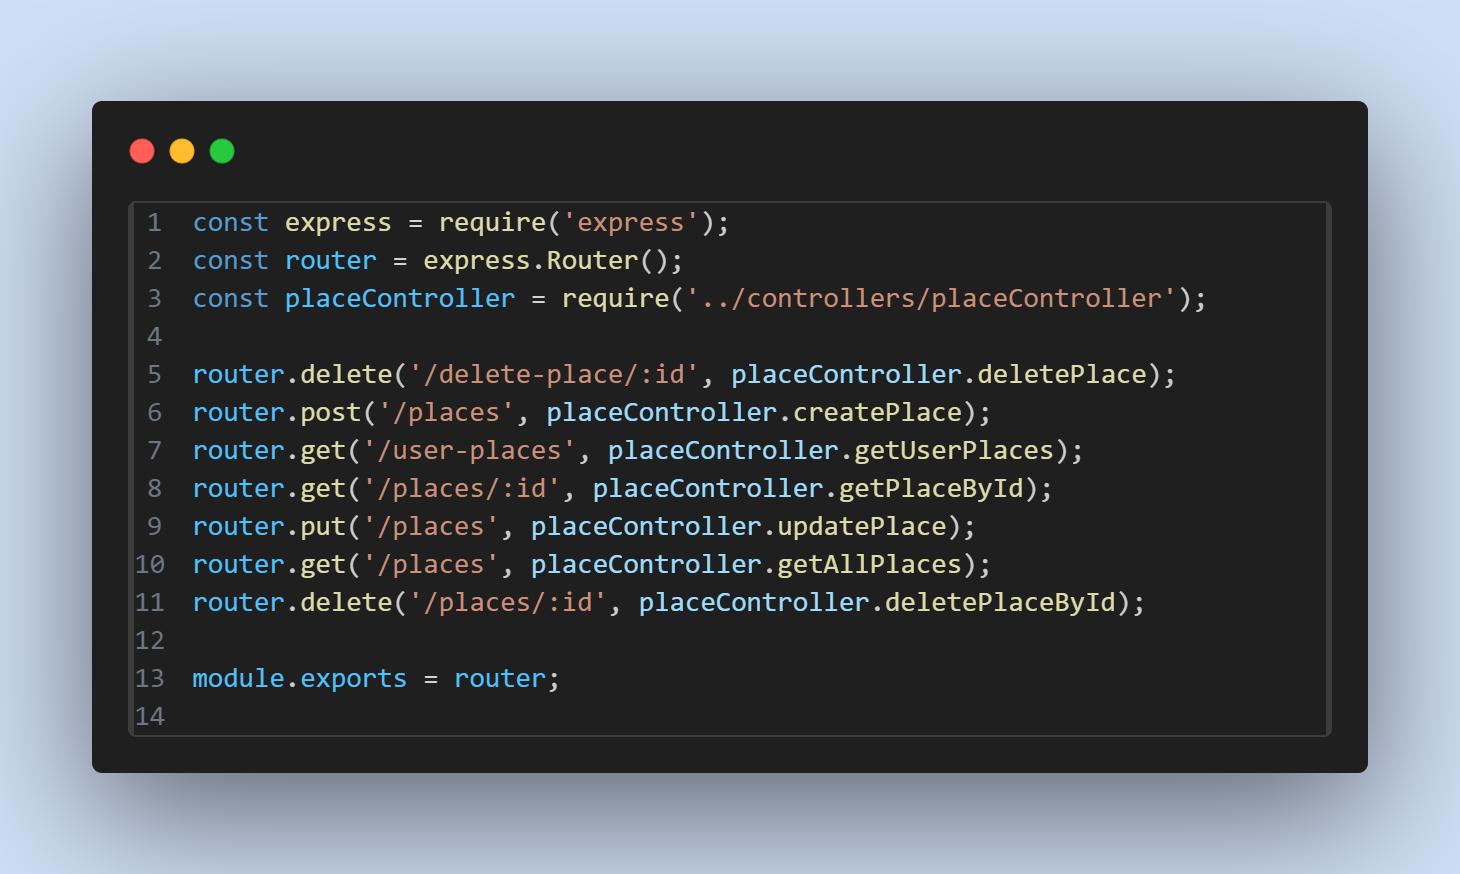 1 const express = require('express');
2 const router = express.Router();
3 const placeController = require('../controllers/placeController');
4
5 router.delete('/delete-place/:id', placeController.deletePlace);
6 router.post('/places', placeController.createPlace);
7 router.get('/user-places', placeController.getUserPlaces);
8 router.get('/places/:id', placeController.getPlaceById);
9 router.put('/places', placeController.updatePlace);
10 router.get('/places', placeController.getAllPlaces);
11 router.delete('/places/:id', placeController.deletePlaceById);
12
13 module.exports = router;
14